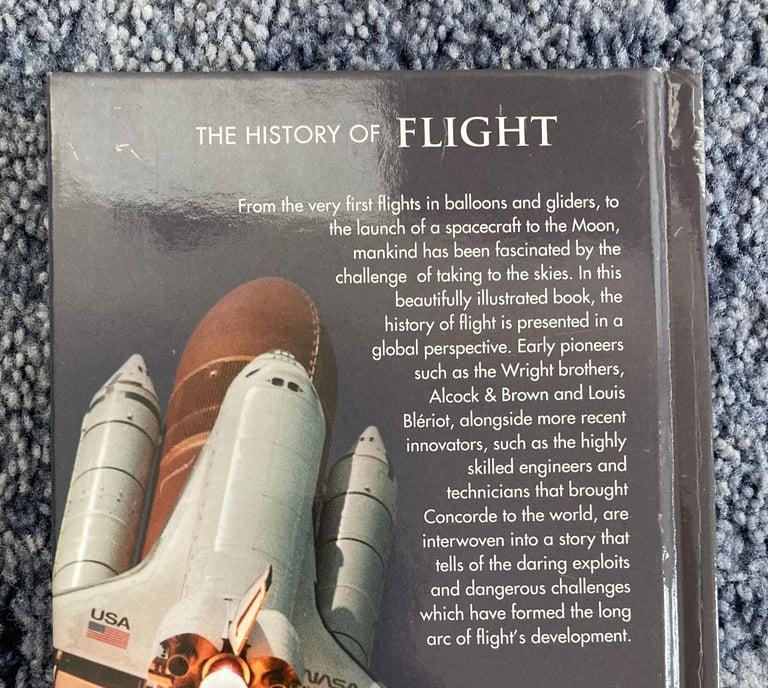 THE HISTORY OF FLIGHT
From the very first flights in balloons and gliders, to
the launch of a spacecraft to the Moon,
mankind has been fascinated by the
challenge of taking to the skies. In this
beautifully illustrated book, the
history of flight is presented in a
global perspective. Early pioneers
such as the Wright brothers,
Alcock & Brown and Louis
Blériot, alongside more recent
innovators, such as the highly
skilled engineers and
technicians that brought
Concorde to the world, are
interwoven into a story that
tells of the daring exploits
and dangerous challenges
which have formed the long
arc of flight's development.
USA
NASA